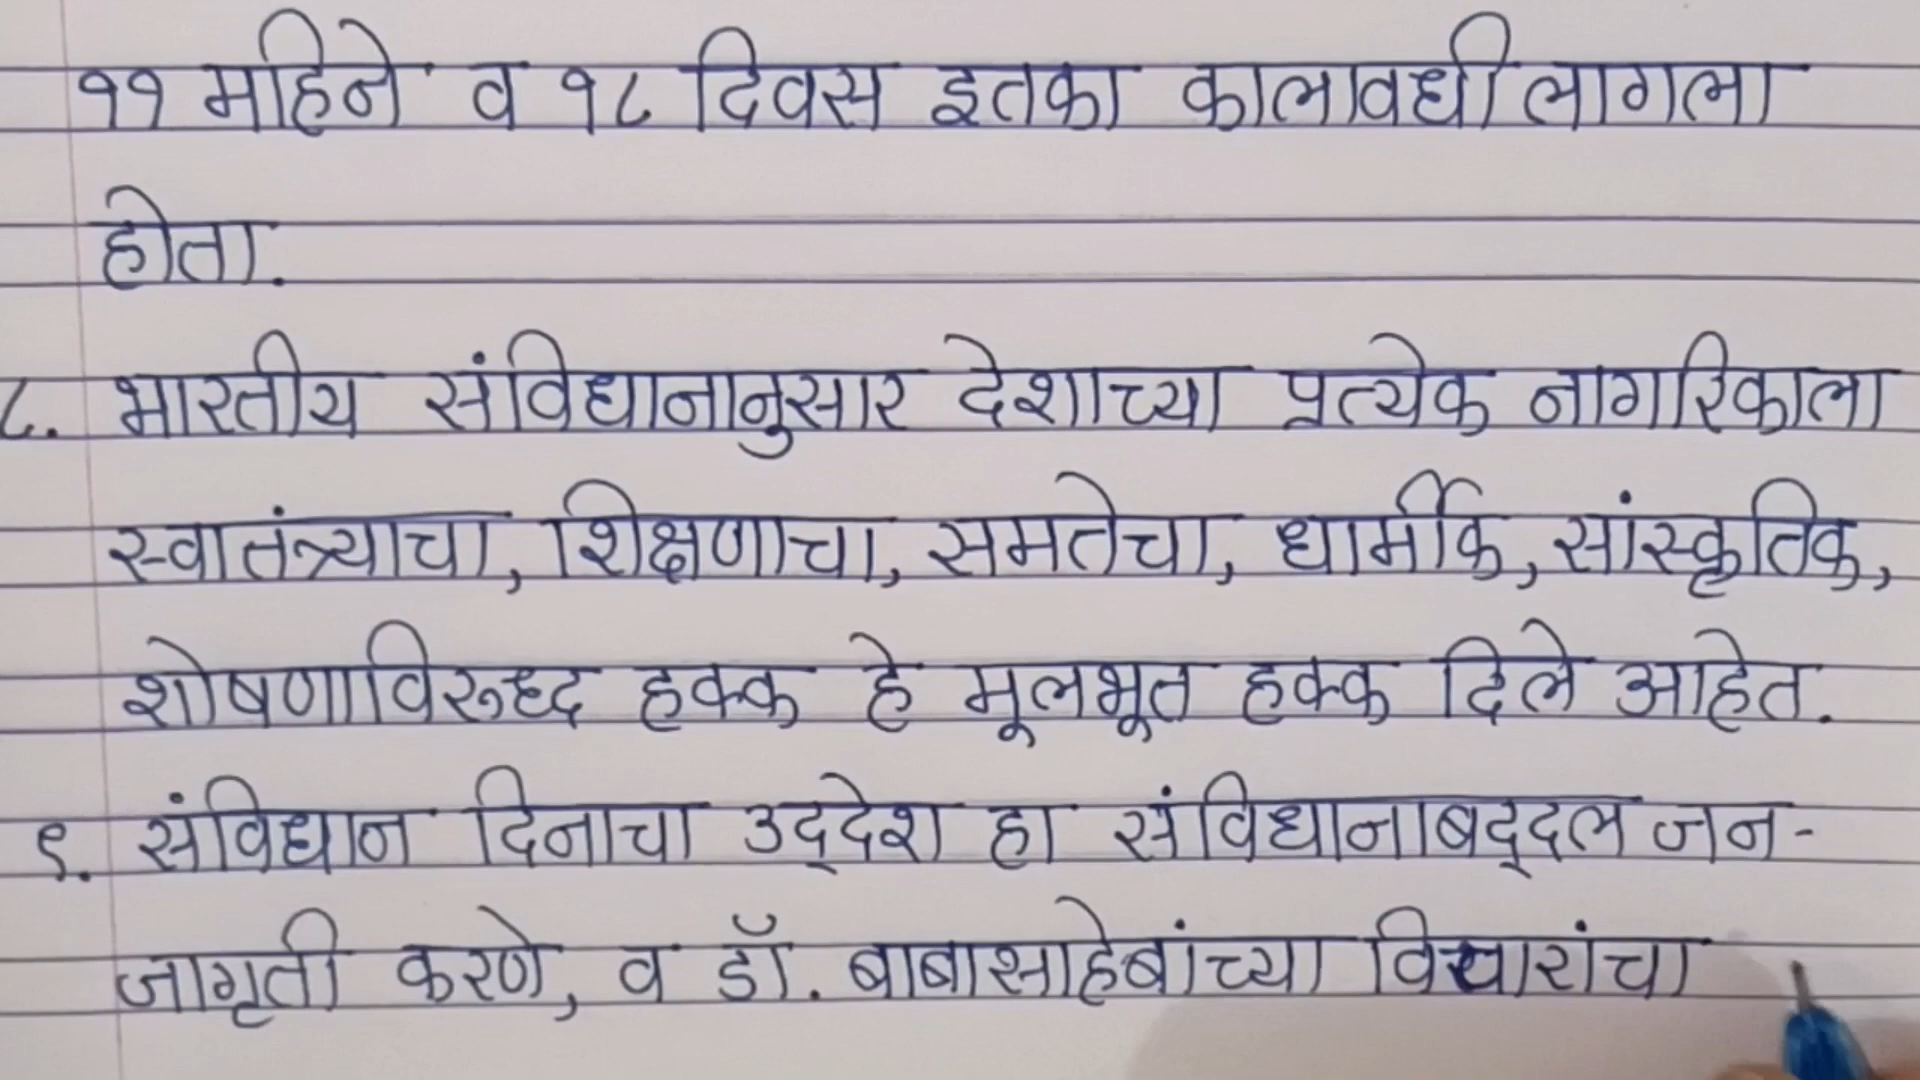 ११ महिने व १८ दिवस इतका कालावधी लागला
होता.
८. भारतीय संविधानानुसार देशाच्या प्रत्येक नागरिकाला
स्वातंत्र्याचा, शिक्षणाचा, समतेचा, धार्मीक, सांस्कृतिक,
शोषणाविरूध्द हक्क हे मूलभूत हक्क दिले आहेत.
९. संविधान दिनाचा उद्‌देश हा संविधानाबद्‌दल जन-
जागृती करणे, व डॉ. बाबासाहेबांच्या विचारांचा